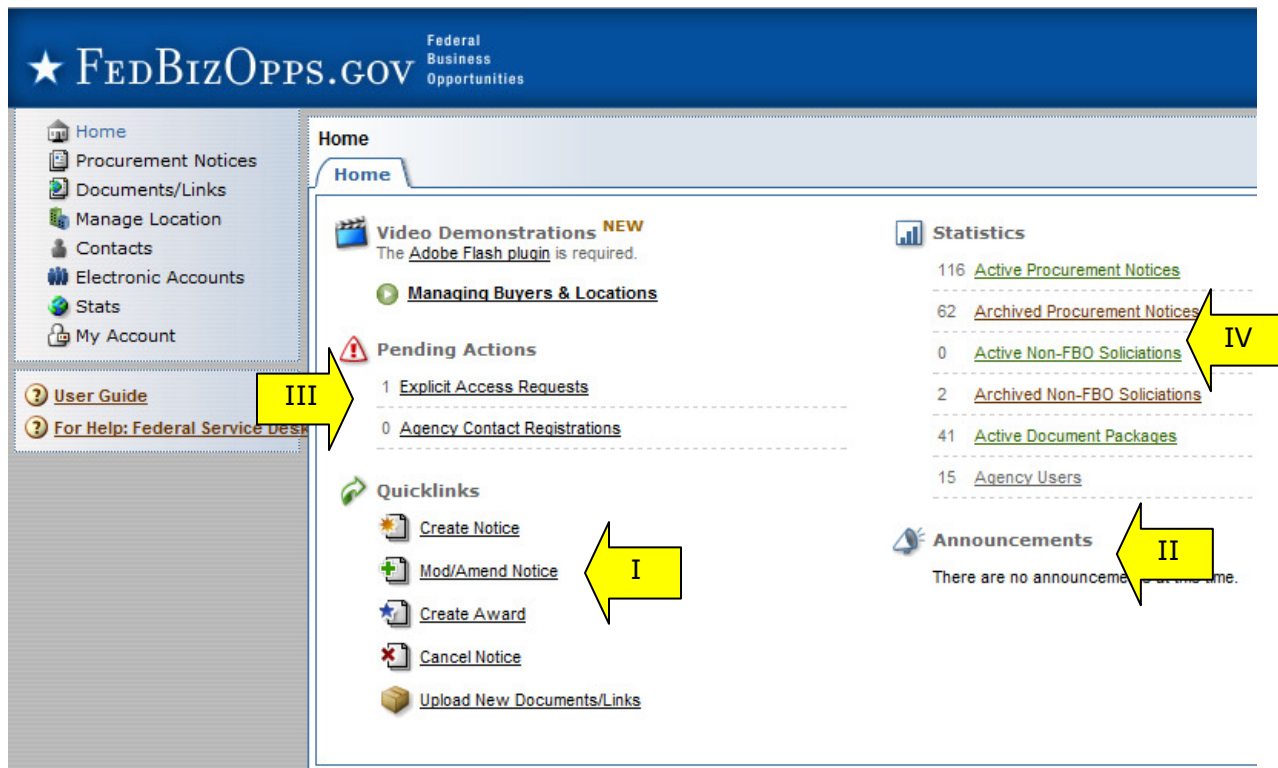 ★ FEDBIZOPPS.GOV
Federal
Business
Opportunities
Home
Procurement Notices
Documents/Links
Manage Location
Contacts
Electronic Accounts
Stats
My Account
User Guide
For Help: Federal Service Desk
Home
Home
Video Demonstrations NEW
The Adobe Flash plugin is required.
Managing Buyers & Locations
Pending Actions
1 Explicit Access Requests
0 Agency Contact Registrations
III
Quicklinks
Create Notice
Mod/Amend Notice
I
Create Award
Cancel Notice
Upload New Documents/Links
Statistics
116 Active Procurement Notices
62 Archived Procurement Notices
0 Active Non-FBO Soliciations
2 Archived Non-FBO Soliciations
41 Active Document Packages
15 Agency Users
IV
Announcements
II
There are no announcements at this time.